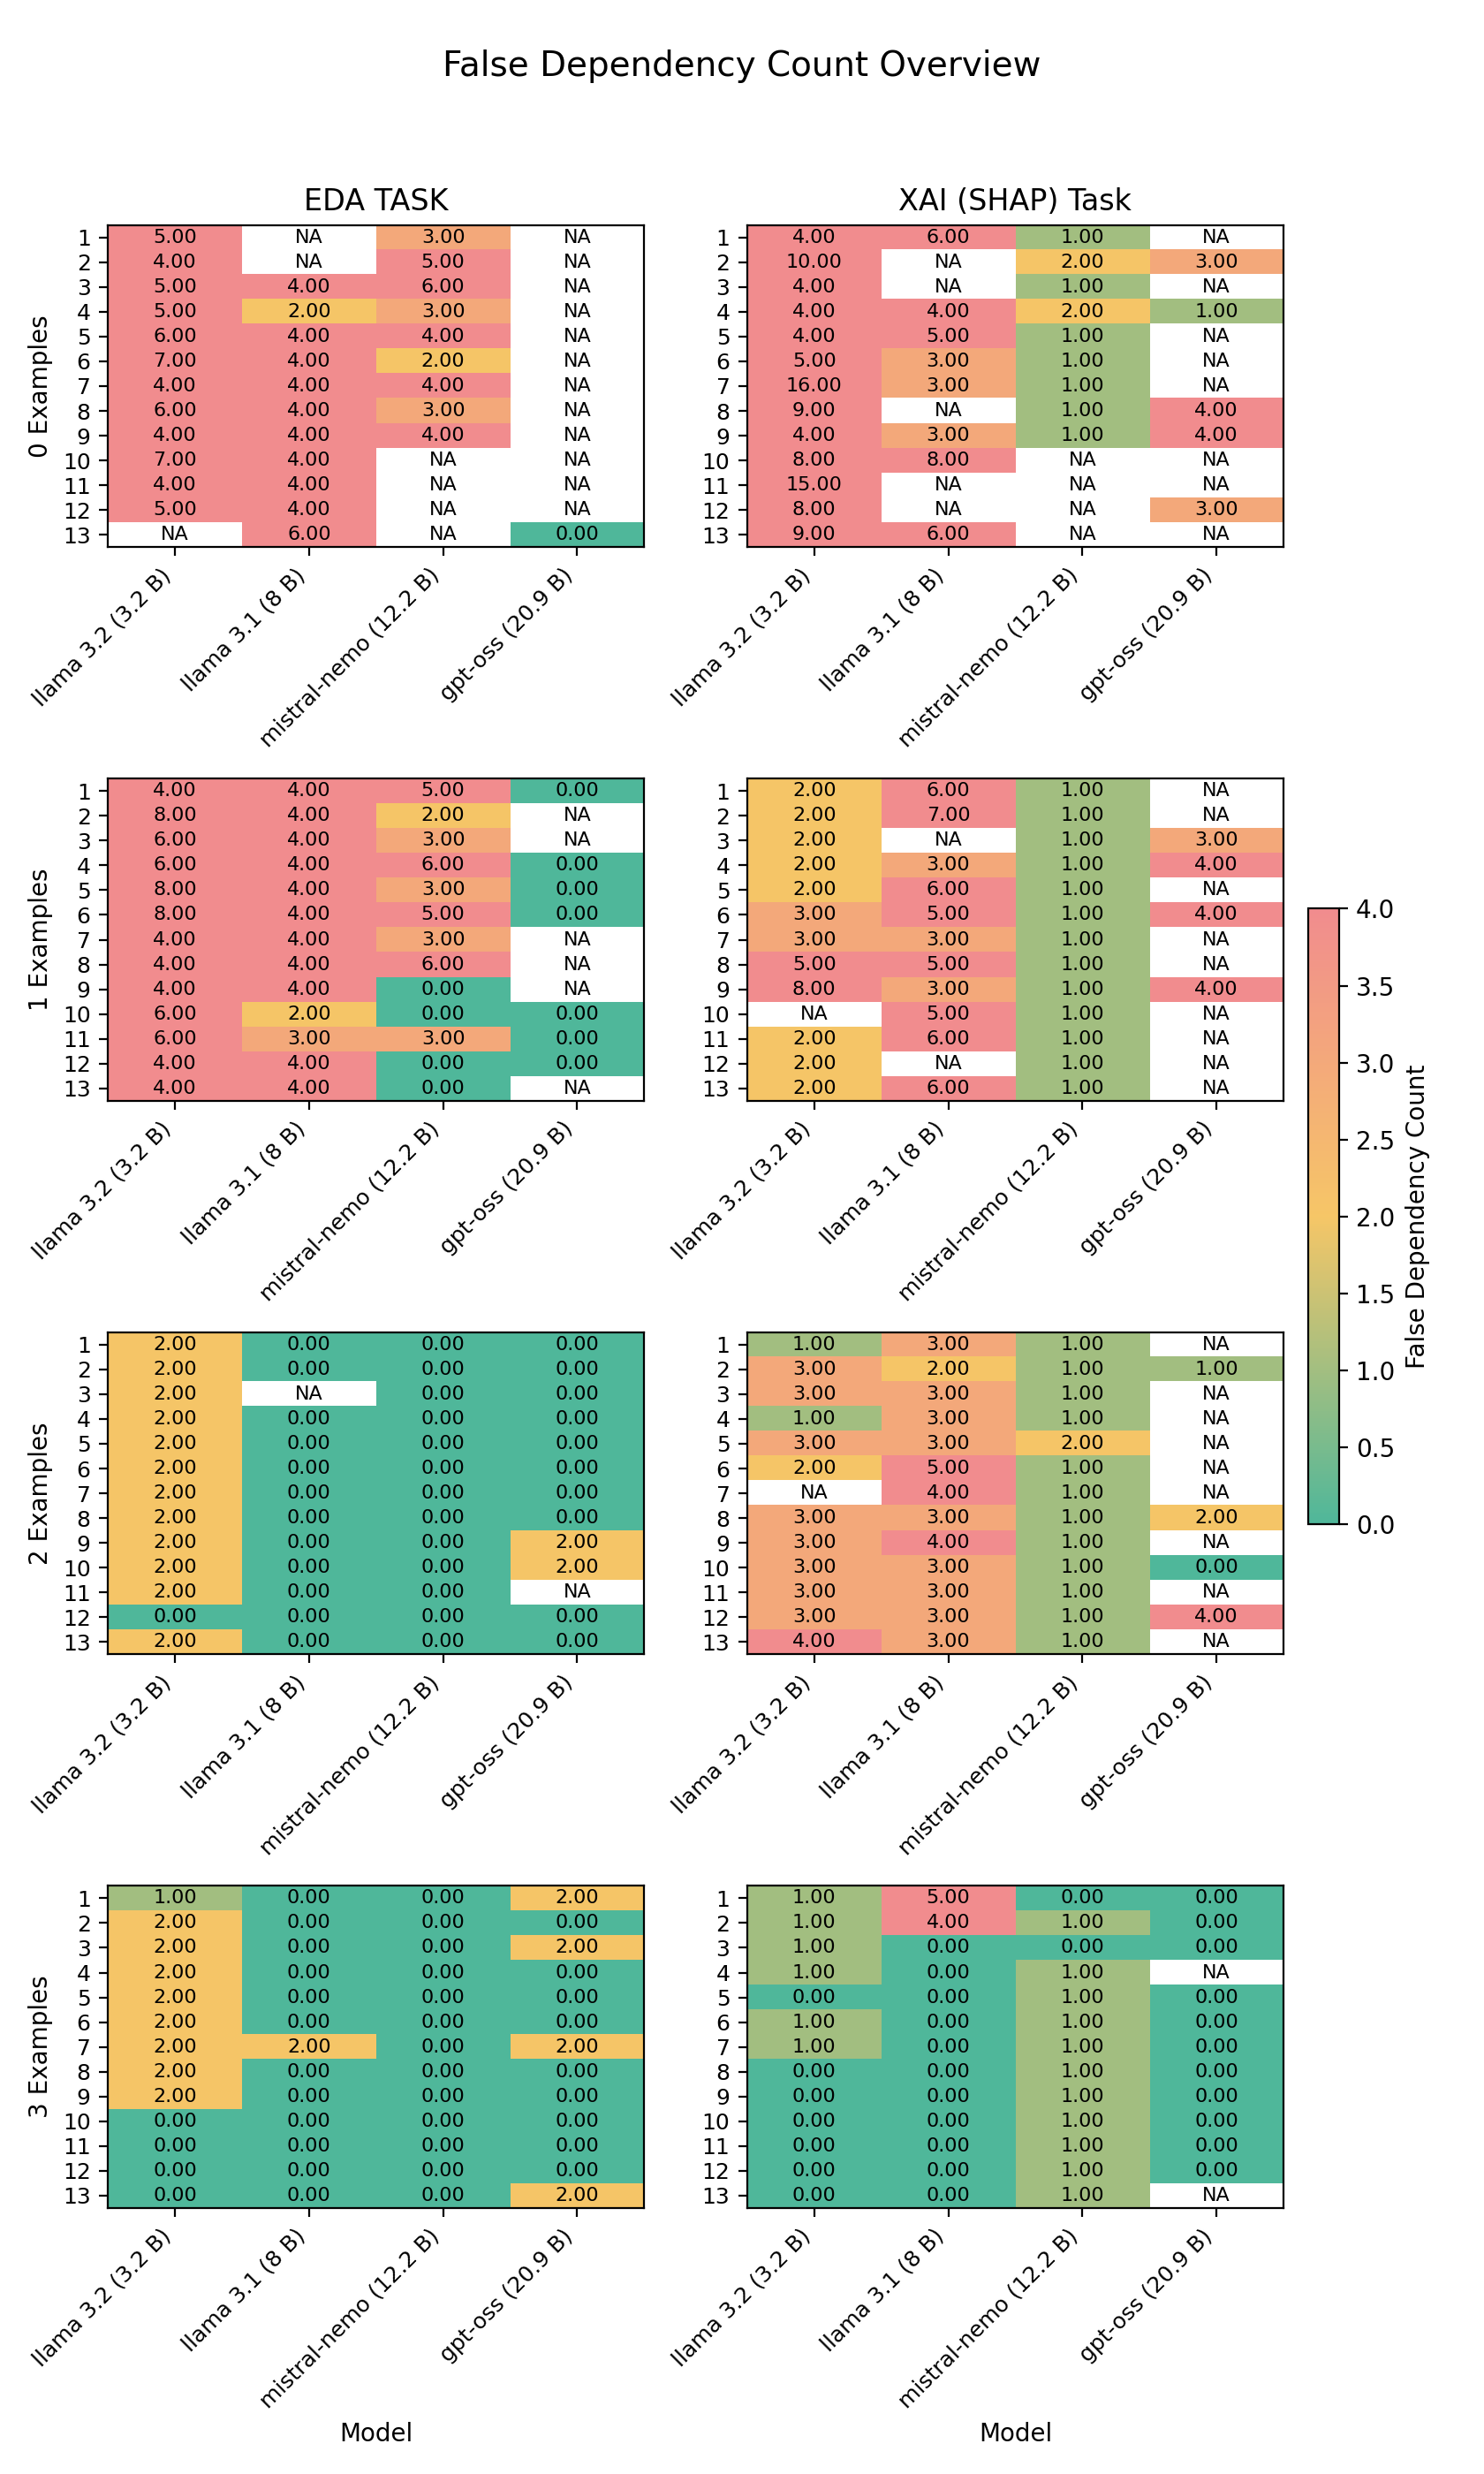 False Dependency Count Overview
EDA TASK
XAI (SHAP) Task
0 Examples
1 5.00 NA 3.00 NA
2 4.00 NA 5.00 NA
3 5.00 4.00 6.00 NA
4 5.00 2.00 3.00 NA
5 6.00 4.00 4.00 NA
6 7.00 4.00 2.00 NA
7 4.00 4.00 4.00 NA
8 6.00 4.00 3.00 NA
9 4.00 4.00 4.00 NA
10 7.00 4.00 NA NA
11 4.00 4.00 NA NA
12 5.00 4.00 NA NA
13 NA 6.00 NA 0.00
llama 3.2 (3.2 B)
llama 3.1 (8 B)
mistral-nemo (12.2 B)
gpt-oss (20.9 B)
1 4.00 6.00 1.00 NA
2 10.00 NA 2.00 3.00
3 4.00 NA 1.00 NA
4 4.00 4.00 2.00 1.00
5 4.00 5.00 1.00 NA
6 5.00 3.00 1.00 NA
7 16.00 3.00 1.00 NA
8 9.00 NA 1.00 4.00
9 4.00 3.00 1.00 4.00
10 8.00 8.00 NA NA
11 15.00 NA NA NA
12 8.00 NA NA 3.00
13 9.00 6.00 NA NA
llama 3.2 (3.2 B)
llama 3.1 (8 B)
mistral-nemo (12.2 B)
gpt-oss (20.9 B)
1 Examples
1 4.00 4.00 5.00 0.00
2 8.00 4.00 2.00 NA
3 6.00 4.00 3.00 NA
4 6.00 4.00 6.00 0.00
5 8.00 4.00 3.00 0.00
6 8.00 4.00 5.00 0.00
7 4.00 4.00 3.00 NA
8 4.00 4.00 6.00 NA
9 4.00 4.00 0.00 NA
10 6.00 2.00 0.00 0.00
11 6.00 3.00 3.00 0.00
12 4.00 4.00 0.00 0.00
13 4.00 4.00 0.00 NA
llama 3.2 (3.2 B)
llama 3.1 (8 B)
mistral-nemo (12.2 B)
gpt-oss (20.9 B)
1 2.00 6.00 1.00 NA
2 2.00 7.00 1.00 NA
3 2.00 NA 1.00 3.00
4 2.00 3.00 1.00 4.00
5 2.00 6.00 1.00 NA
6 3.00 5.00 1.00 4.00
7 3.00 3.00 1.00 NA
8 5.00 5.00 1.00 NA
9 8.00 3.00 1.00 4.00
10 NA 5.00 1.00 NA
11 2.00 6.00 1.00 NA
12 2.00 NA 1.00 NA
13 2.00 6.00 1.00 NA
llama 3.2 (3.2 B)
llama 3.1 (8 B)
mistral-nemo (12.2 B)
gpt-oss (20.9 B)
2 Examples
1 2.00 0.00 0.00 0.00
2 2.00 0.00 0.00 0.00
3 2.00 NA 0.00 0.00
4 2.00 0.00 0.00 0.00
5 2.00 0.00 0.00 0.00
6 2.00 0.00 0.00 0.00
7 2.00 0.00 0.00 0.00
8 2.00 0.00 0.00 0.00
9 2.00 0.00 0.00 2.00
10 2.00 0.00 0.00 2.00
11 2.00 0.00 0.00 NA
12 0.00 0.00 0.00 0.00
13 2.00 0.00 0.00 0.00
llama 3.2 (3.2 B)
llama 3.1 (8 B)
mistral-nemo (12.2 B)
gpt-oss (20.9 B)
1 1.00 3.00 1.00 NA
2 3.00 2.00 1.00 1.00
3 3.00 3.00 1.00 NA
4 1.00 3.00 1.00 NA
5 3.00 3.00 2.00 NA
6 2.00 5.00 1.00 NA
7 NA 4.00 1.00 NA
8 3.00 3.00 1.00 2.00
9 3.00 4.00 1.00 NA
10 3.00 3.00 1.00 0.00
11 3.00 3.00 1.00 NA
12 3.00 3.00 1.00 4.00
13 4.00 3.00 1.00 NA
llama 3.2 (3.2 B)
llama 3.1 (8 B)
mistral-nemo (12.2 B)
gpt-oss (20.9 B)
3 Examples
1 1.00 0.00 0.00 2.00
2 2.00 0.00 0.00 0.00
3 2.00 0.00 0.00 2.00
4 2.00 0.00 0.00 0.00
5 2.00 0.00 0.00 0.00
6 2.00 0.00 0.00 0.00
7 2.00 2.00 0.00 2.00
8 2.00 0.00 0.00 0.00
9 2.00 0.00 0.00 0.00
10 0.00 0.00 0.00 0.00
11 0.00 0.00 0.00 0.00
12 0.00 0.00 0.00 0.00
13 0.00 0.00 0.00 2.00
llama 3.2 (3.2 B)
llama 3.1 (8 B)
mistral-nemo (12.2 B)
gpt-oss (20.9 B)
Model
1 1.00 5.00 0.00 0.00
2 1.00 4.00 1.00 0.00
3 1.00 0.00 0.00 0.00
4 1.00 0.00 1.00 NA
5 0.00 0.00 1.00 0.00
6 1.00 0.00 1.00 0.00
7 1.00 0.00 1.00 0.00
8 0.00 0.00 1.00 0.00
9 0.00 0.00 1.00 0.00
10 0.00 0.00 1.00 0.00
11 0.00 0.00 1.00 0.00
12 0.00 0.00 1.00 0.00
13 0.00 0.00 1.00 NA
llama 3.2 (3.2 B)
llama 3.1 (8 B)
mistral-nemo (12.2 B)
gpt-oss (20.9 B)
Model
4.0
3.5
3.0
2.5
2.0
1.5
1.0
0.5
0.0
False Dependency Count